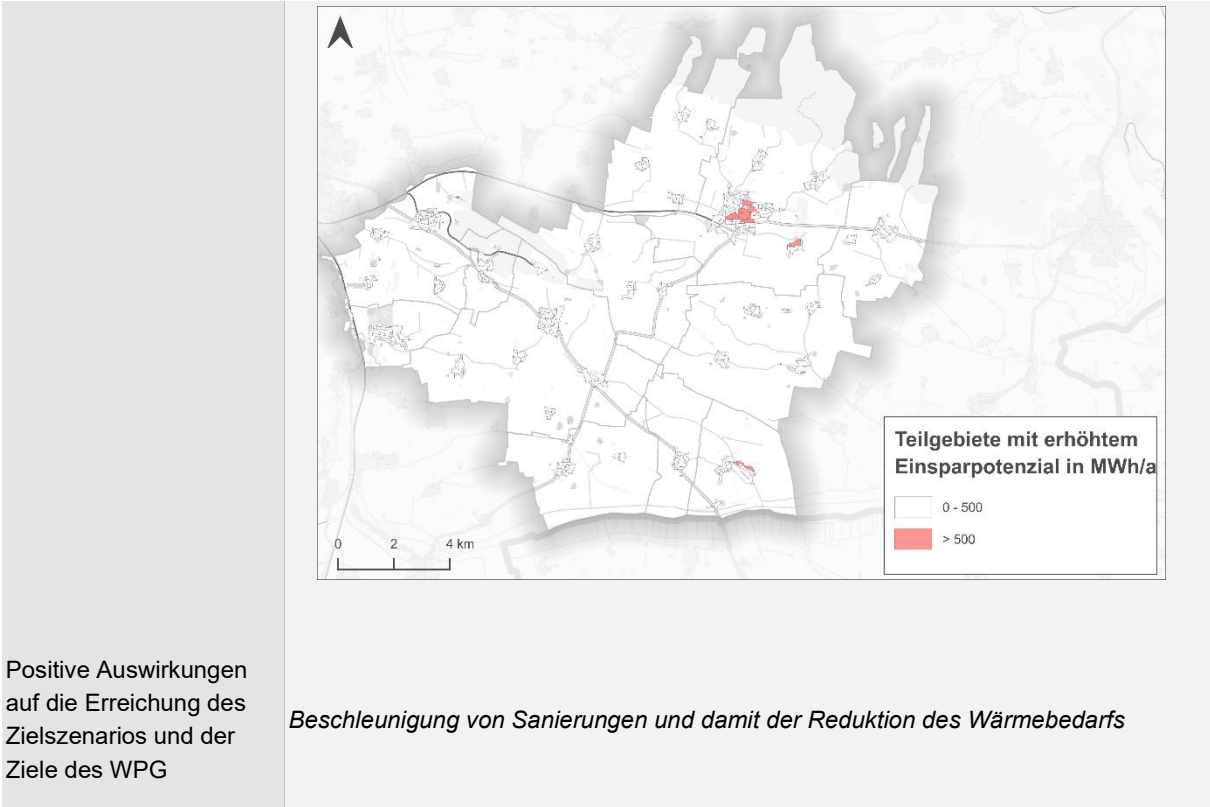 Teilgebiete mit erhöhtem
Einsparpotenzial in MWh/a
0 - 500
> 500
0 2 4 km
Positive Auswirkungen
auf die Erreichung des
Zielszenarios und der
Ziele des WPG
Beschleunigung von Sanierungen und damit der Reduktion des Wärmebedarfs